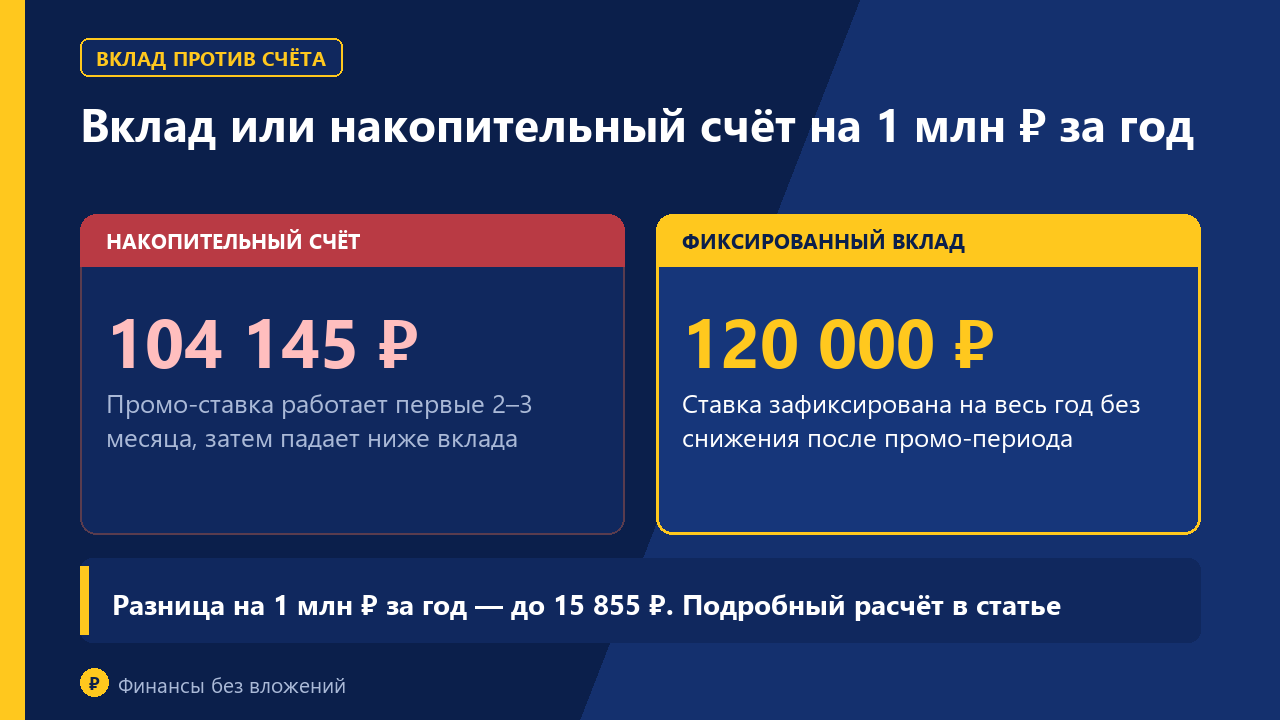 ВКЛАД ПРОТИВ СЧЁТА
Вклад или накопительный счёт на 1 млн ₽ за год
НАКОПИТЕЛЬНЫЙ СЧЁТ
104 145 ₽
Промо-ставка работает первые 2–3
месяца, затем падает ниже вклада
ФИКСИРОВАННЫЙ ВКЛАД
120 000 ₽
Ставка зафиксирована на весь год без
снижения после промо-периода
Разница на 1 млн ₽ за год — до 15 855 ₽. Подробный расчёт в статье
₽ Финансы без вложений